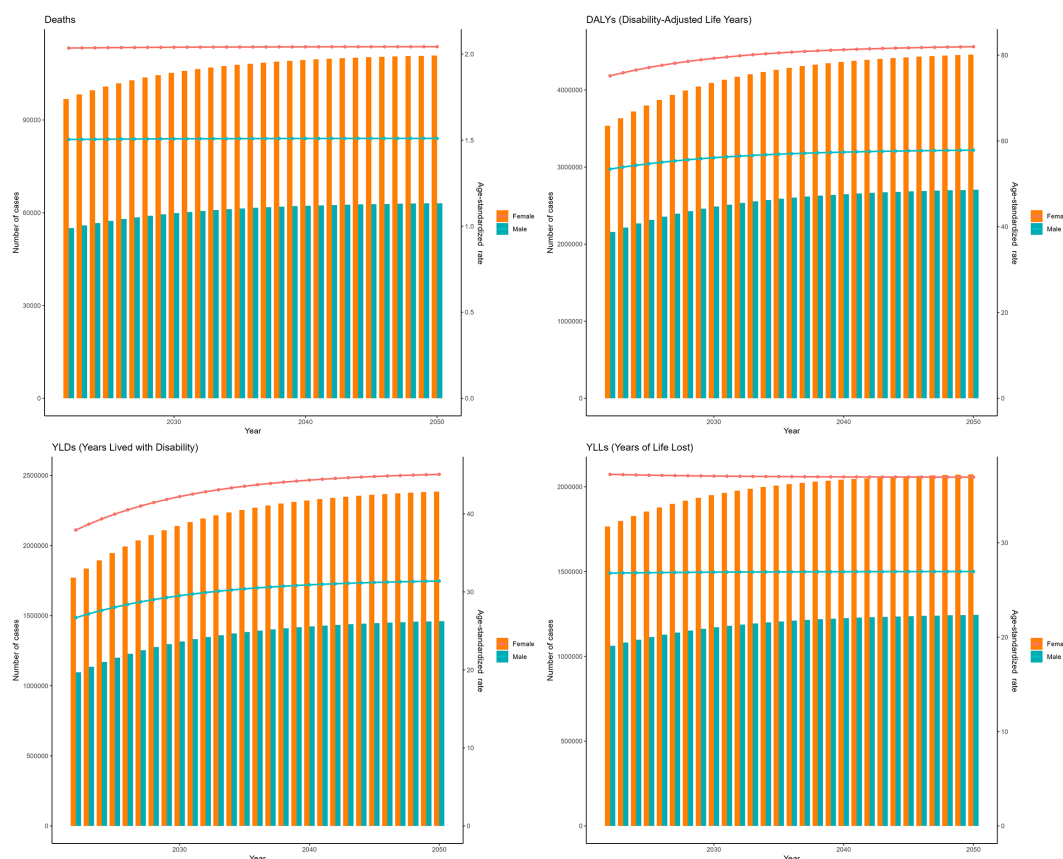 Deaths
90000
60000
30000
0
2.0
1.5
1.0
0.5
0.0
Number of cases
Age-standardized rate
2030
2040
2050
Year
Female
Male
DALYs (Disability-Adjusted Life Years)
4000000
3000000
2000000
1000000
0
80
60
40
20
0
Number of cases
Age-standardized rate
2030
2040
2050
Year
Fema
Male
YLDs (Years Lived with Disability)
2500000
2000000
1500000
1000000
500000
0
40
30
20
10
0
Number of cases
Age-standardized rate
2030
2040
2050
Year
Female
Male
YLLs (Years of Life Lost)
2000000
1500000
1000000
500000
0
30
20
10
0
Number of cases
Age-standardized rate
2030
2040
2050
Year
Fema
Male